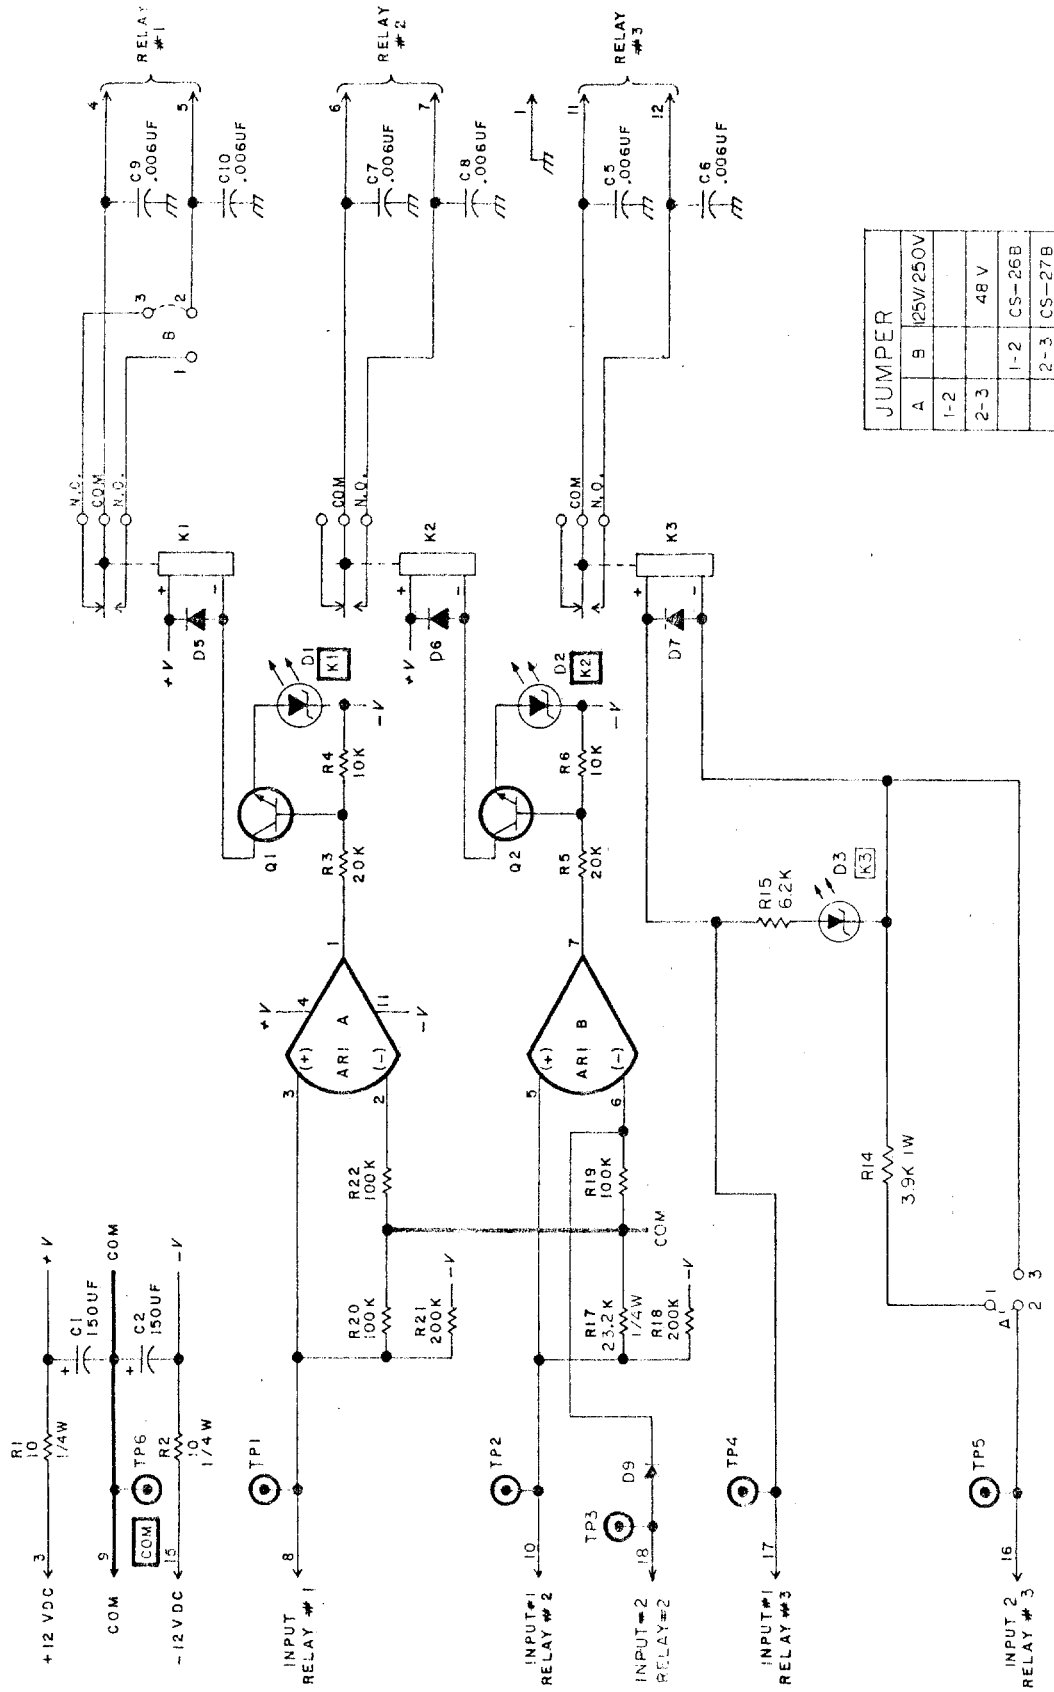 +12 VDC
3
R1
10
1/4W
+V
C1
150UF
+
COM
9
COM
COM
TP6
+
C2
150UF
-12 VDC
15
R2
10
1/4W
-V
INPUT
RELAY #1
8
TP1
R20
100K
R21
200K
-V
R22
100K
3
2
(+)
(-)
AR1 A
+V
4
11
-V
1
R3
20K
R4
10K
Q1
-V
D1
K1
+V
D5
+
-
K1
N.C.
COM
N.O.
1
B
3
2
C9
.006UF
C10
.006UF
4
5
RELAY
#1
INPUT#1
RELAY #2
10
TP2
INPUT#2
RELAY#2
18
TP3
D9
R17
23.2K
1/4W
R18
200K
-V
COM
R19
100K
5
6
(+)
(-)
AR1 B
7
R5
20K
R6
10K
Q2
-V
D2
K2
+V
D6
+
-
K2
COM
N.O.
C7
.006UF
C8
.006UF
6
7
RELAY
#2
1
INPUT#1
RELAY #3
17
TP4
R15
6.2K
D3
K3
D7
+
-
K3
COM
N.O.
C5
.006UF
C6
.006UF
11
12
RELAY
#3
INPUT 2
RELAY #3
16
TP5
A
1
2
3
R14
3.9K 1W
JUMPER
A B 125V/250V
1-2
2-3 48 V
1-2 CS-26B
2-3 CS-27B